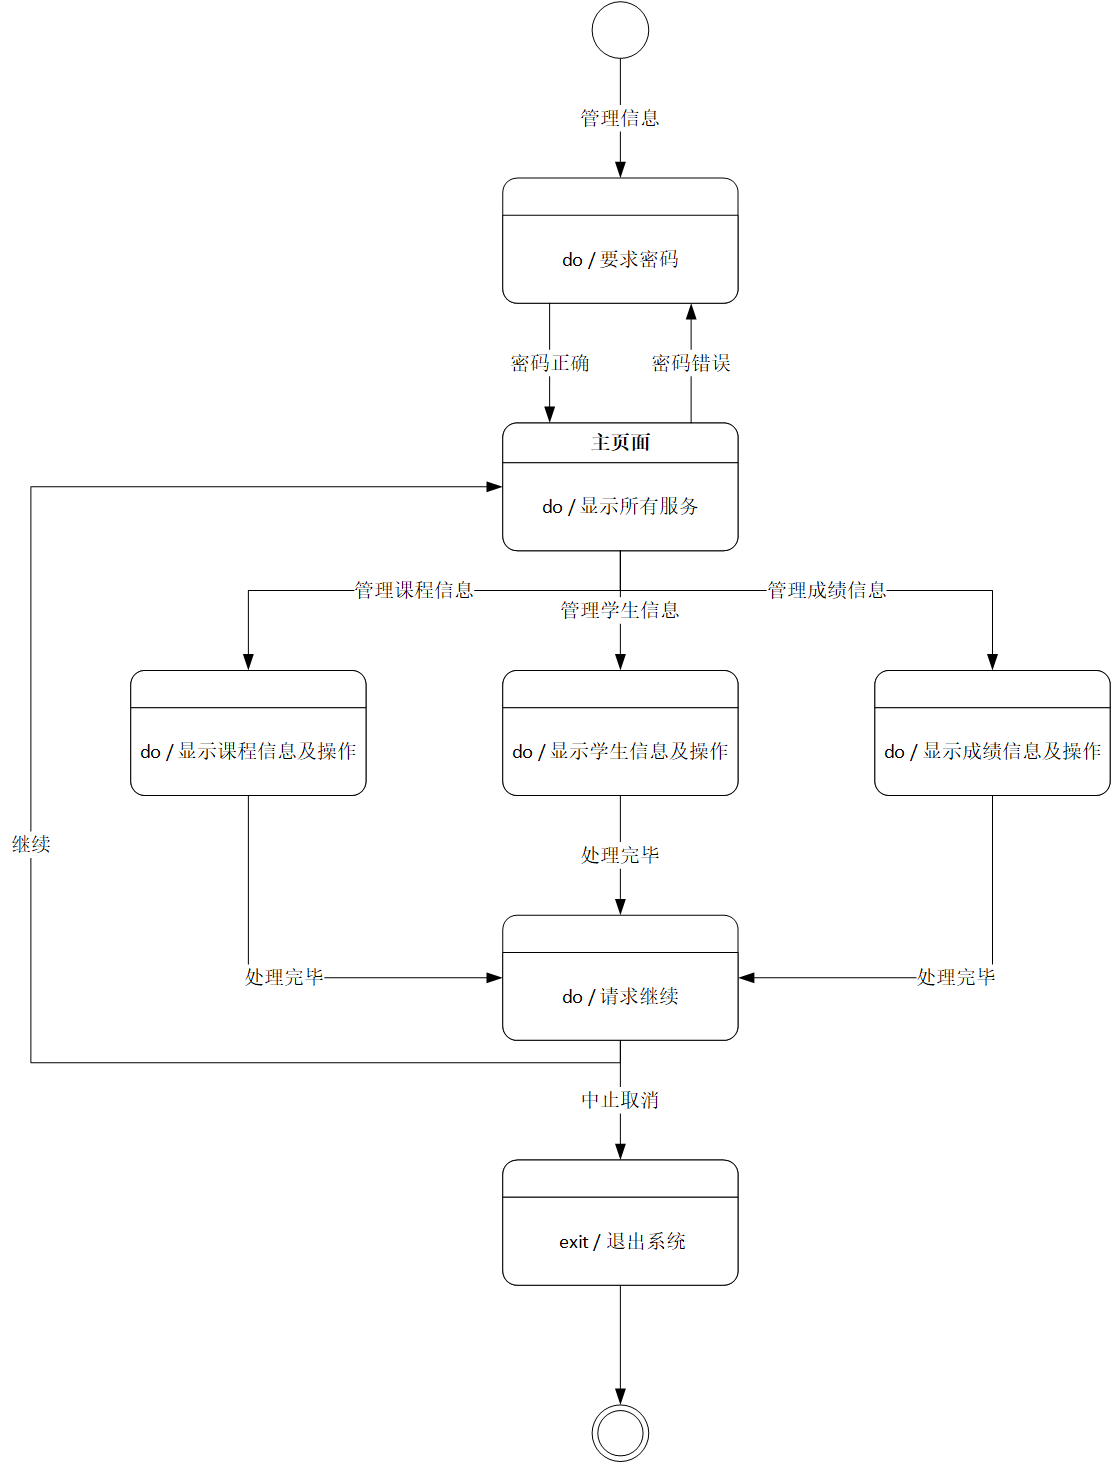 管理信息
do / 要求密码
密码正确
密码错误
主页面
do / 显示所有服务
管理课程信息
管理学生信息
管理成绩信息
do / 显示课程信息及操作
do / 显示学生信息及操作
do / 显示成绩信息及操作
继续
处理完毕
处理完毕
处理完毕
do / 请求继续
中止取消
exit / 退出系统